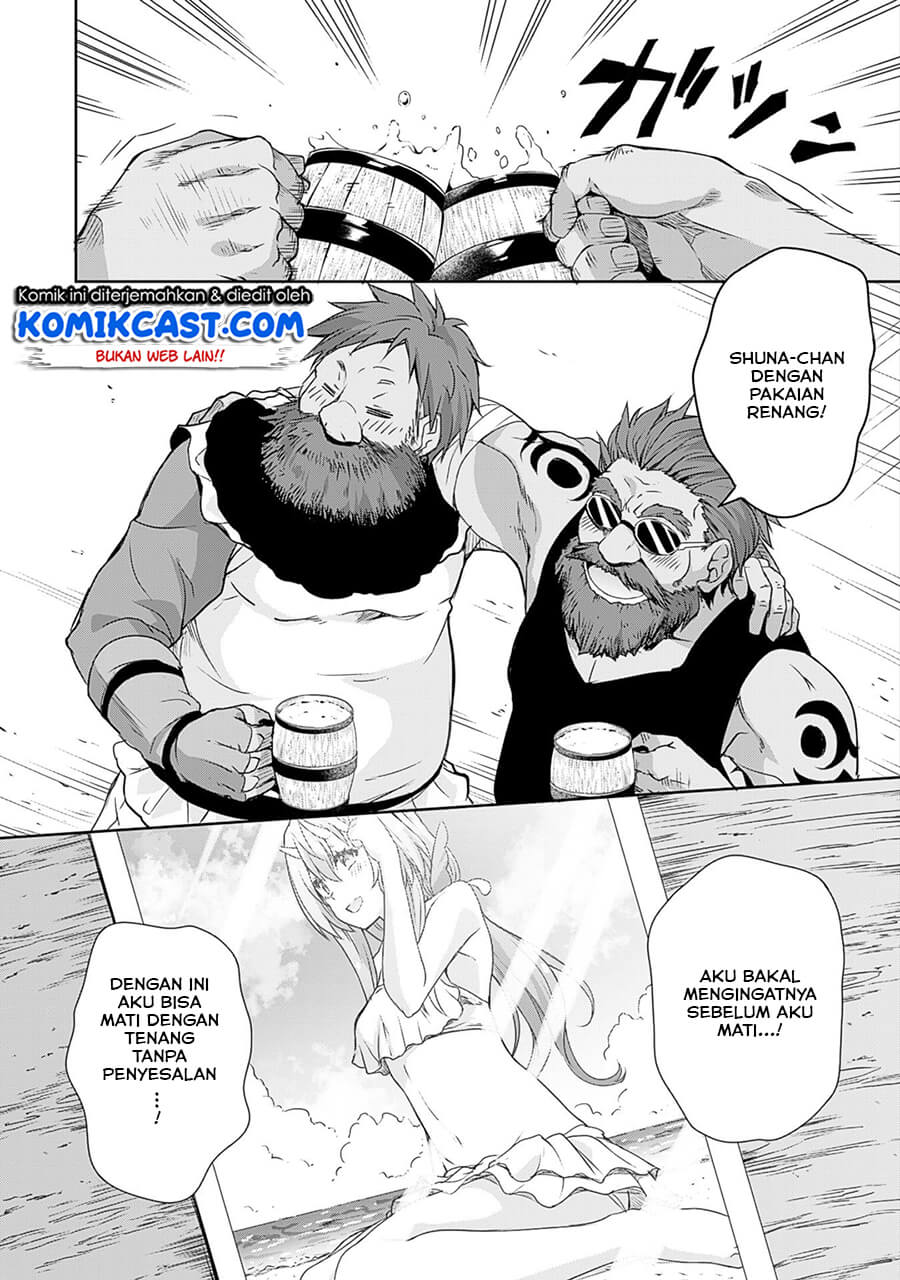 ガツン
Komik ini diterjemahkan & diedit oleh
KOMIKCAST.COM
BUKAN WEB LAIN!!
SHUNA-CHAN
DENGAN
PAKAIAN
RENANG!
AKU BAKAL
MENGINGATNYA
SEBELUM AKU
MATI...!
DENGAN INI
AKU BISA
MATI DENGAN
TENANG
TANPA
PENYESALAN
...!